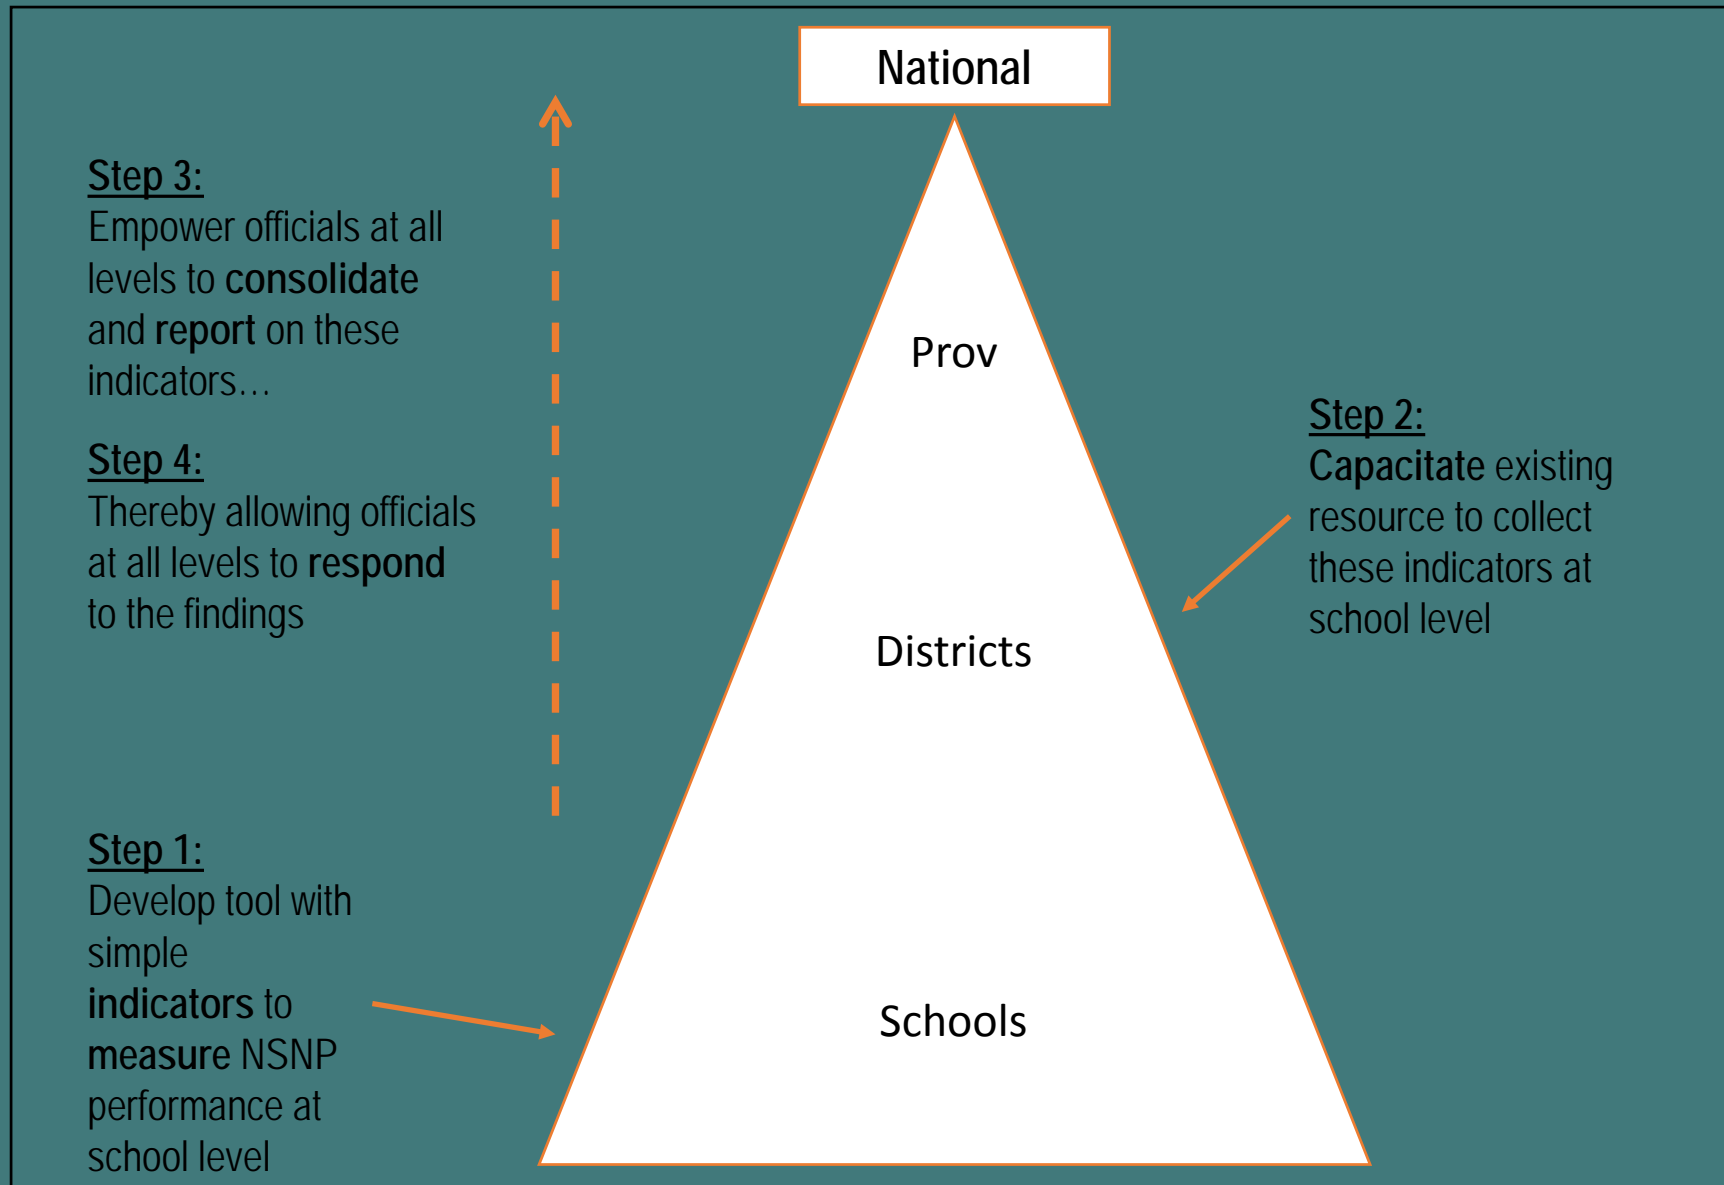 National
Step 3:
Empower officials at all
levels to consolidate
and report on these
indicators…
Step 4:
Thereby allowing officials
at all levels to respond
to the findings
Step 1:
Develop tool with
simple
indicators to
measure NSNP
performance at
school level
Prov
Districts
Schools
Step 2:
Capacitate existing
resource to collect
these indicators at
school level